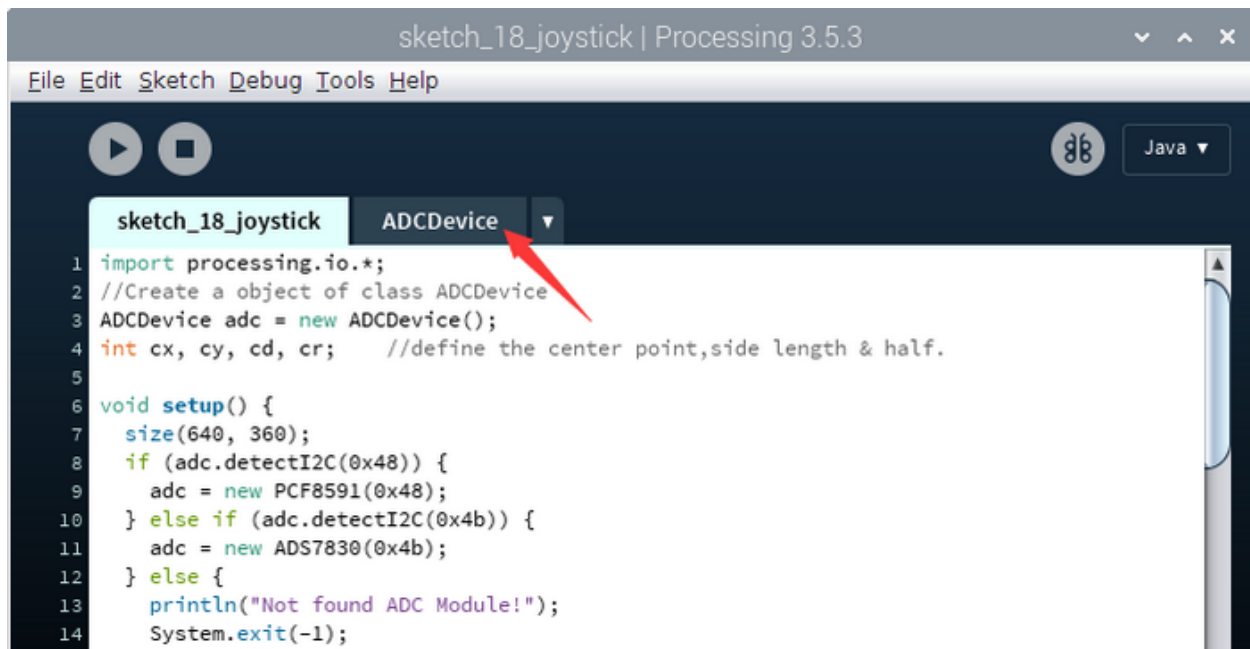 sketch_18_joystick | Processing 3.5.3
File Edit Sketch Debug Tools Help
Java ▼
sketch_18_joystick ADCDevice ▼
1 import processing.io.*;
2 //Create a object of class ADCDevice
3 ADCDevice adc = new ADCDevice();
4 int cx, cy, cd, cr;    //define the center point,side length & half.
5
6 void setup() {
7   size(640, 360);
8   if (adc.detectI2C(0x48)) {
9     adc = new PCF8591(0x48);
10   } else if (adc.detectI2C(0x4b)) {
11     adc = new ADS7830(0x4b);
12   } else {
13     println("Not found ADC Module!");
14     System.exit(-1);